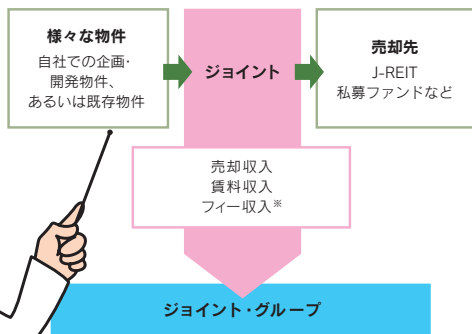 様々な物件
自社での企画・
開発物件、
あるいは既存物件
ジョイント
売却先
J-REIT
私募ファンドなど
売却収入
賃料収入
フィー収入※
ジョイント・グループ